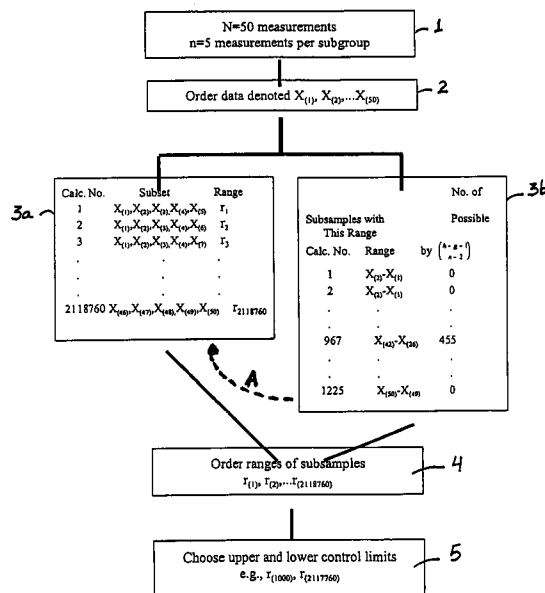 N=50 measurements
n=5 measurements per subgroup
1
Order data denoted X(1), X(2),...X(50)
2
3a
Calc. No. Subset Range
1 X(1),X(2),X(3),X(4),X(5) r1
2 X(1),X(2),X(3),X(4),X(6) r2
3 X(1),X(2),X(3),X(4),X(7) r3
. . .
. . .
. . .
2118760 X(46),X(47),X(48),X(49),X(50) r2118760
3b
No. of
Subsamples with Possible
This Range
Calc. No. Range by (h-g-1 n-2)
1 X(2)-X(1) 0
2 X(2)-X(1) 0
. . .
. . .
967 X(42)-X(26) 455
. . .
. . .
1225 X(50)-X(49) 0
A
Order ranges of subsamples
r(1), r(2),...r(2118760)
4
Choose upper and lower control limits
e.g., r(1000), r(2117760)
5